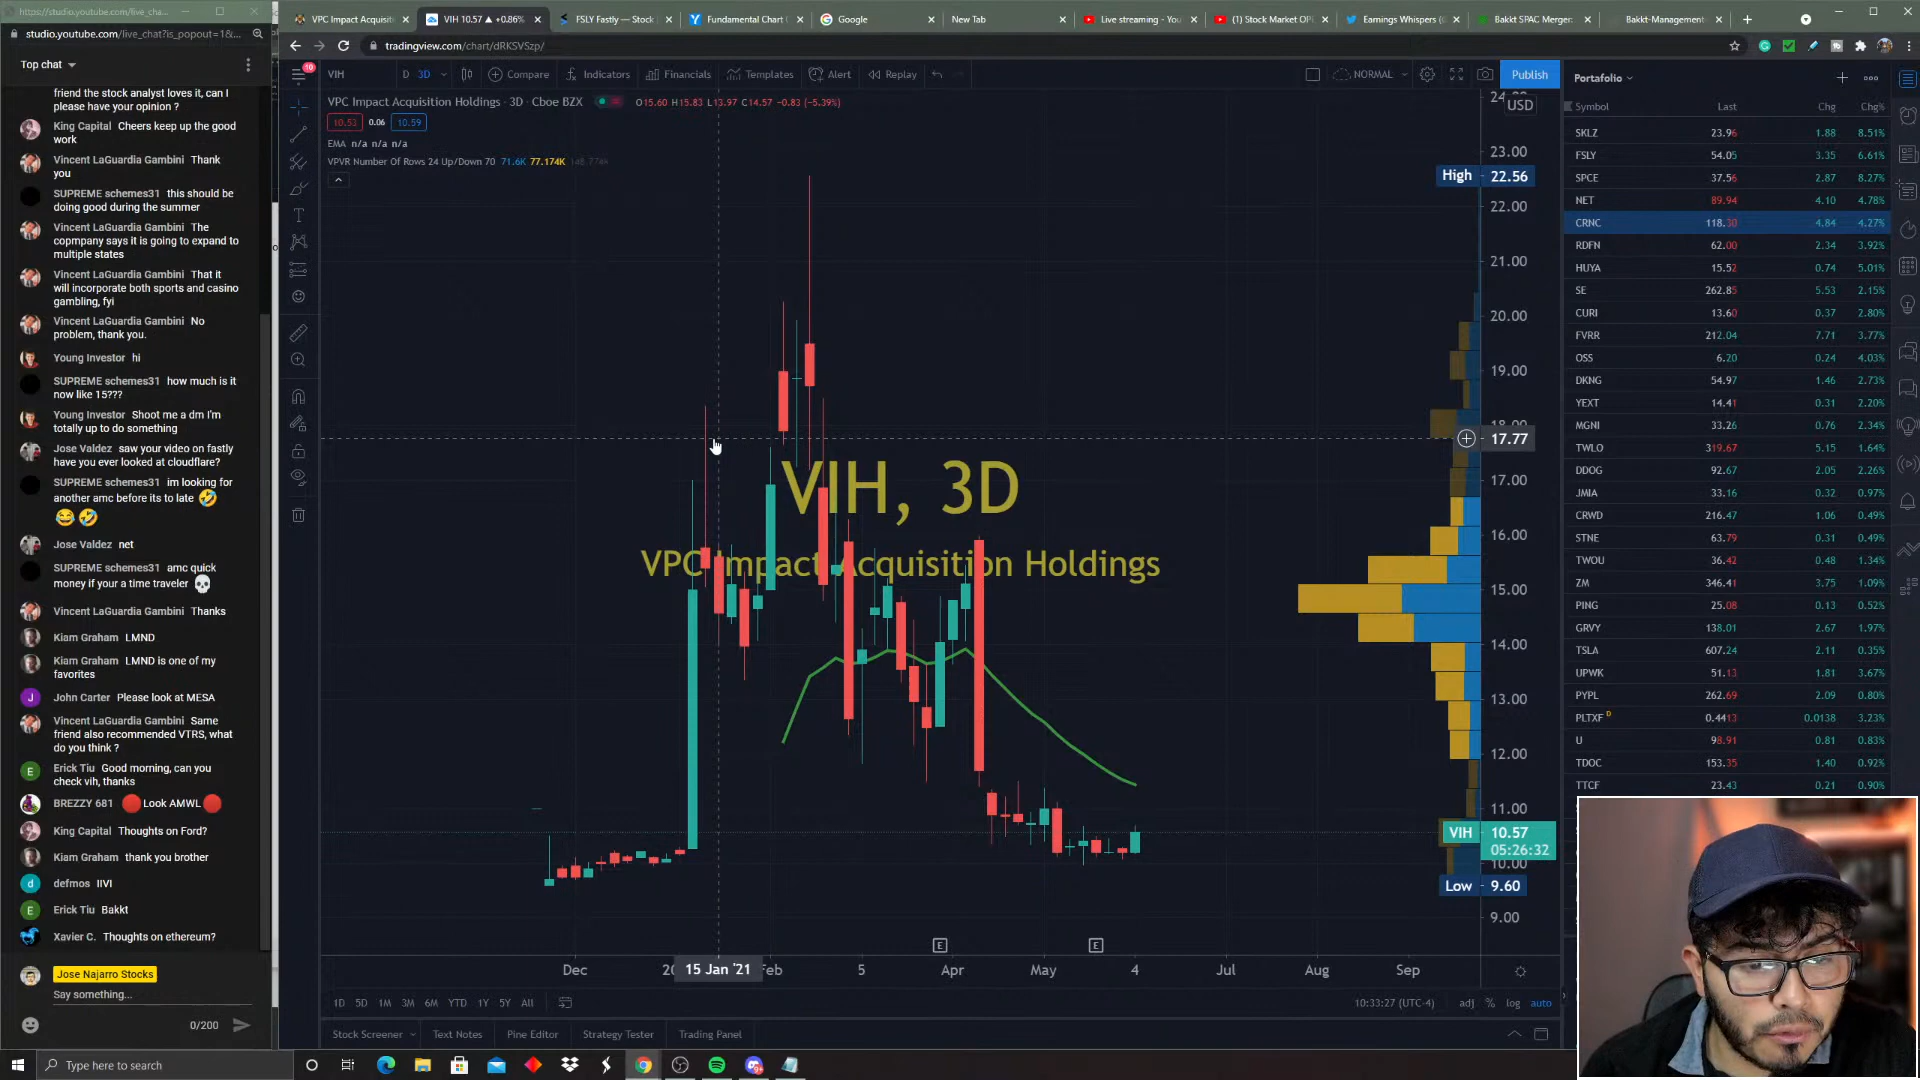 https://studio.youtube.com/live_cha...
studio.youtube.com/live_chat?is_popout=1&...
Top chat
friend the stock analyst loves it, can I
please have your opinion ?
King Capital Cheers keep up the good
work
Vincent LaGuardia Gambini Thank
you
SUPREME schemes31 this should be
doing good during the summer
Vincent LaGuardia Gambini The
copmpany says it is going to expand to
multiple states
Vincent LaGuardia Gambini That it
will incorporate both sports and casino
gambling, fyi
Vincent LaGuardia Gambini No
problem, thank you.
Young Investor hi
SUPREME schemes31 how much is it
now like 15???
Young Investor Shoot me a dm I'm
totally up to do something
Jose Valdez saw your video on fastly
have you ever looked at cloudflare?
SUPREME schemes31 im looking for
another amc before its to late 🤣
😂 🤣
Jose Valdez net
SUPREME schemes31 amc quick
money if your a time traveler 💀
Vincent LaGuardia Gambini Thanks
Kiam Graham LMND
Kiam Graham LMND is one of my
favorites
J
John Carter Please look at MESA
Vincent LaGuardia Gambini Same
friend also recommended VTRS, what
do you think ?
E
Erick Tiu Good morning, can you
check vih, thanks
BREZZY 681 🔴Look AMWL🔴
King Capital Thoughts on Ford?
Kiam Graham thank you brother
d
defmos IIVI
E
Erick Tiu Bakkt
Xavier C. Thoughts on ethereum?
Jose Najarro Stocks
Say something...
0/200
Type here to search
VPC Impact Acquisit
VIH 10.57 ▲ +0.86%
FSLY Fastly — Stock
Fundamental Chart
Google
New Tab
Live streaming - You
(1) Stock Market OP
Earnings Whispers (
Bakkt SPAC Merger:
Bakkt-Management
tradingview.com/chart/dRKSVSzp/
10
VIH
D
3D
Compare
Indicators
Financials
Templates
Alert
Replay
NORMAL
Publish
VPC Impact Acquisition Holdings · 3D · Cboe BZX
O15.60 H15.83 L13.97 C14.57 -0.83 (-5.39%)
10.53
0.06
10.59
EMA n/a n/a n/a
VPVR Number Of Rows 24 Up/Down 70 71.6K 77.174K 148.774K
VIH, 3D
VPC Impact Acquisition Holdings
USD
23.00
High 22.56
22.00
21.00
20.00
19.00
18.00
17.77
17.00
16.00
15.00
14.00
13.00
12.00
11.00
VIH 10.57
05:26:32
10.00
Low 9.60
9.00
E
E
Dec
15 Jan '21
Feb
5
Apr
May
4
Jul
Aug
Sep
1D 5D 1M 3M 6M YTD 1Y 5Y All
10:33:27 (UTC-4)
adj
%
log
auto
Stock Screener
Text Notes
Pine Editor
Strategy Tester
Trading Panel
Portafolio
Symbol Last Chg Chg%
SKLZ 23.96 1.88 8.51%
FSLY 54.05 3.35 6.61%
SPCE 37.56 2.87 8.27%
NET 89.94 4.10 4.78%
CRNC 118.30 4.84 4.27%
RDFN 62.00 2.34 3.92%
HUYA 15.52 0.74 5.01%
SE 262.85 5.53 2.15%
CURI 13.60 0.37 2.80%
FVRR 212.04 7.71 3.77%
OSS 6.20 0.24 4.03%
DKNG 54.97 1.46 2.73%
YEXT 14.41 0.31 2.20%
MGNI 33.26 0.76 2.34%
TWLO 319.67 5.15 1.64%
DDOG 92.67 2.05 2.26%
JMIA 33.16 0.32 0.97%
CRWD 216.47 1.06 0.49%
STNE 63.79 0.31 0.49%
TWOU 36.42 0.48 1.34%
ZM 346.41 3.75 1.09%
PING 25.08 0.13 0.52%
GRVY 138.01 2.67 1.97%
TSLA 607.24 2.11 0.35%
UPWK 51.13 1.81 3.67%
PYPL 262.69 2.09 0.80%
PLTXF D 0.4413 0.0138 3.23%
U 98.91 0.81 0.83%
TDOC 153.35 1.40 0.92%
TTCF 23.43 0.21 0.90%